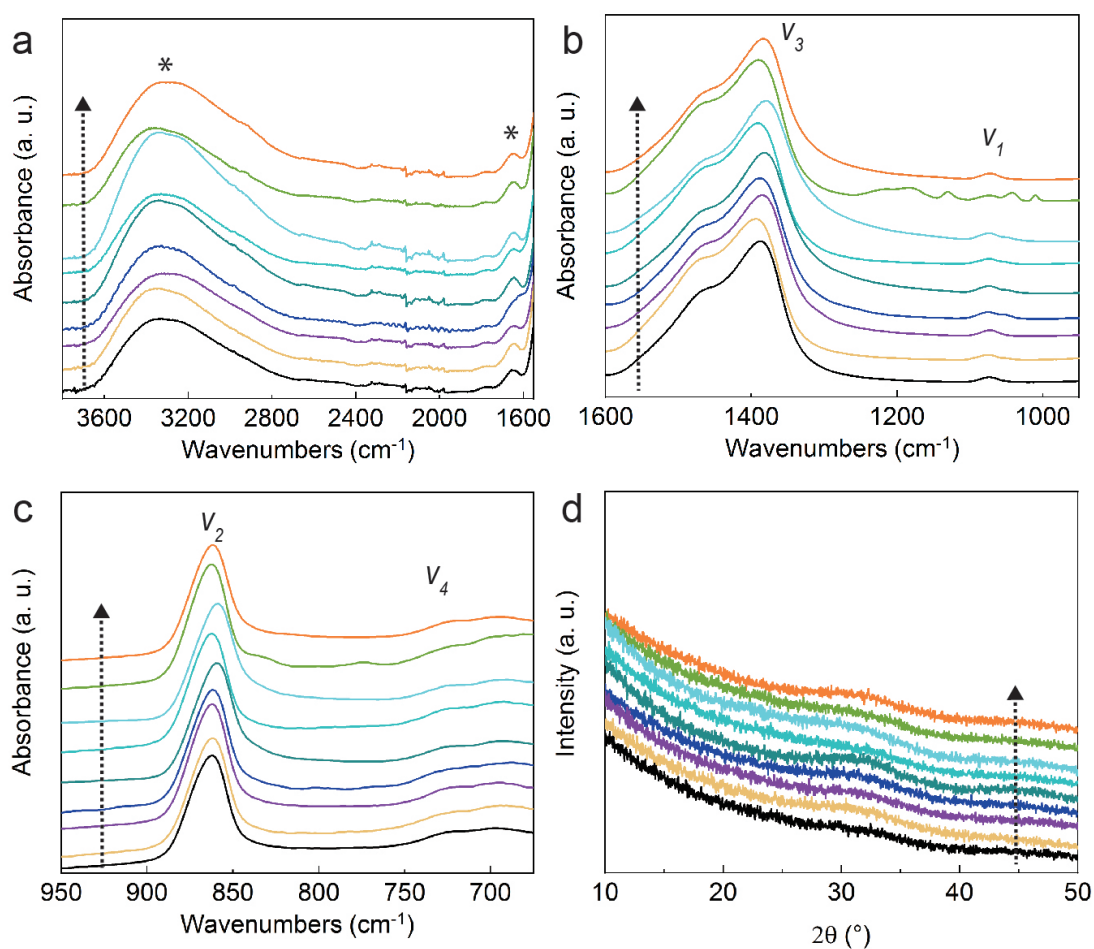 a
*
*
Absorbance (a. u.)
3600 3200 2800 2400 2000 1600
Wavenumbers (cm⁻¹)
b
V₃
V₁
Absorbance (a. u.)
1600 1400 1200 1000
Wavenumbers (cm⁻¹)
c
V₂
V₄
Absorbance (a. u.)
950 900 850 800 750 700
Wavenumbers (cm⁻¹)
d
Intensity (a. u.)
10 20 30 40 50
2θ (°)